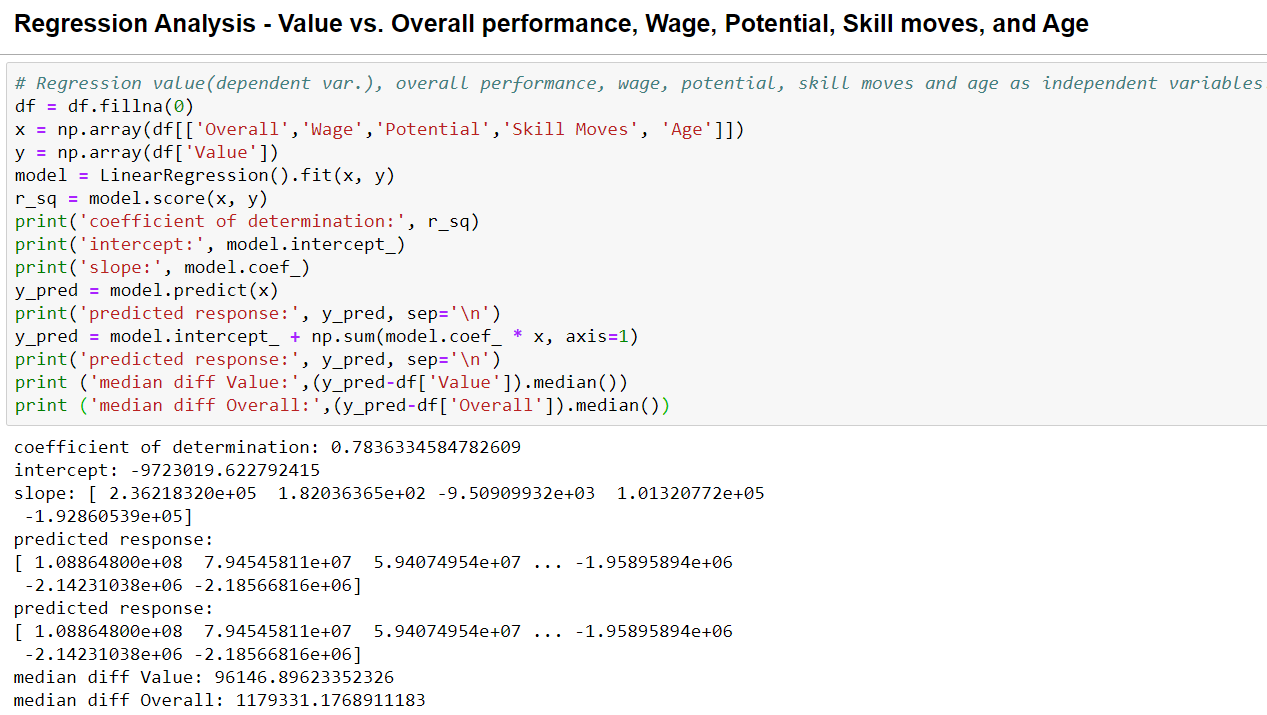 Regression Analysis - Value vs. Overall performance, Wage, Potential, Skill moves, and Age
# Regression value(dependent var.), overall performance, wage, potential, skill moves and age as independent variables
df = df.fillna(0)
x = np.array(df[['Overall','Wage','Potential','Skill Moves', 'Age']])
y = np.array(df['Value'])
model = LinearRegression().fit(x, y)
r_sq = model.score(x, y)
print('coefficient of determination:', r_sq)
print('intercept:', model.intercept_)
print('slope:', model.coef_)
y_pred = model.predict(x)
print('predicted response:', y_pred, sep='\n')
y_pred = model.intercept_ + np.sum(model.coef_ * x, axis=1)
print('predicted response:', y_pred, sep='\n')
print ('median diff Value:',(y_pred-df['Value']).median())
print ('median diff Overall:',(y_pred-df['Overall']).median())
coefficient of determination: 0.7836334584782609
intercept: -9723019.622792415
slope: [ 2.36218320e+05  1.82036365e+02 -9.50909932e+03  1.01320772e+05
 -1.92860539e+05]
predicted response:
[ 1.08864800e+08  7.94545811e+07  5.94074954e+07 ... -1.95895894e+06
 -2.14231038e+06 -2.18566816e+06]
predicted response:
[ 1.08864800e+08  7.94545811e+07  5.94074954e+07 ... -1.95895894e+06
 -2.14231038e+06 -2.18566816e+06]
median diff Value: 96146.89623352326
median diff Overall: 1179331.1768911183